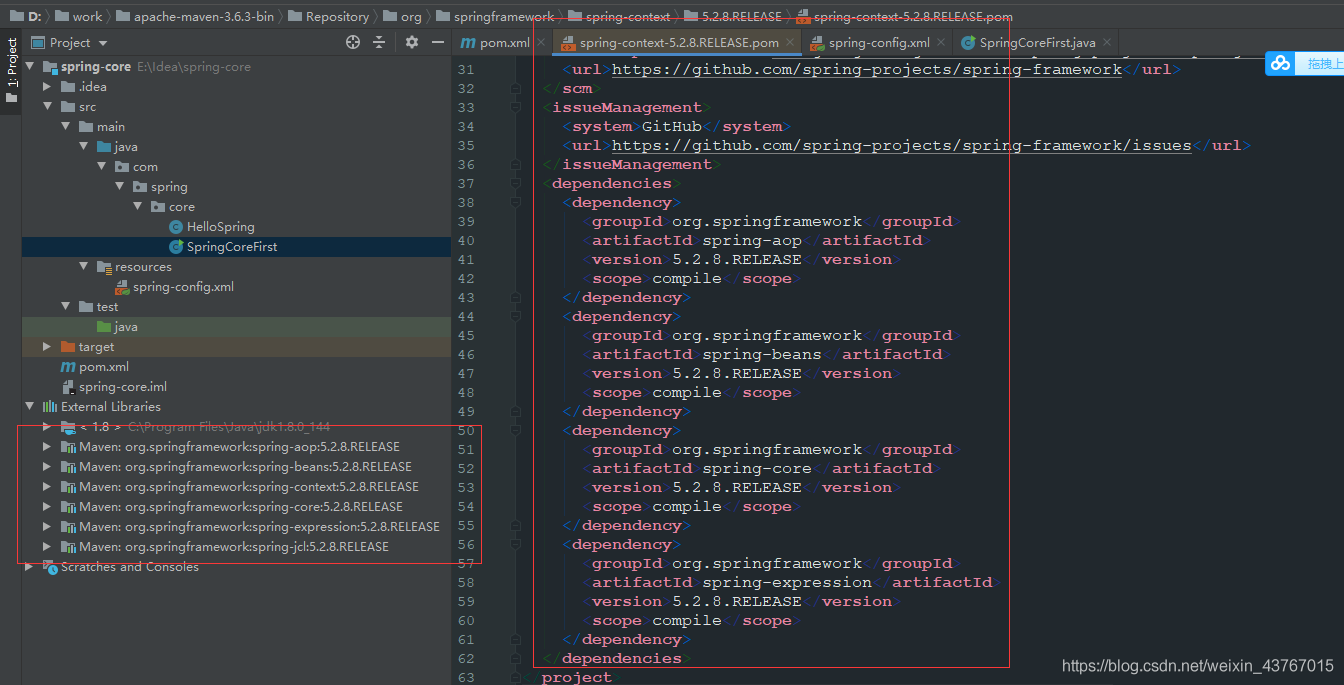 D: work apache-maven-3.6.3-bin Repository org springframework spring-context 5.2.8.RELEASE spring-context-5.2.8.RELEASE.pom
1: Project
Project
pom.xml spring-context-5.2.8.RELEASE.pom spring-config.xml SpringCoreFirst.java
spring-core E:\Idea\spring-core
.idea
src
main
java
com
spring
core
HelloSpring
SpringCoreFirst
resources
spring-config.xml
test
java
target
pom.xml
spring-core.iml
External Libraries
< 1.8 > C:\Program Files\Java\jdk1.8.0_144
Maven: org.springframework:spring-aop:5.2.8.RELEASE
Maven: org.springframework:spring-beans:5.2.8.RELEASE
Maven: org.springframework:spring-context:5.2.8.RELEASE
Maven: org.springframework:spring-core:5.2.8.RELEASE
Maven: org.springframework:spring-expression:5.2.8.RELEASE
Maven: org.springframework:spring-jcl:5.2.8.RELEASE
Scratches and Consoles
31 <url>https://github.com/spring-projects/spring-framework</url>
32 </scm>
33 <issueManagement>
34 <system>GitHub</system>
35 <url>https://github.com/spring-projects/spring-framework/issues</url>
36 </issueManagement>
37 <dependencies>
38 <dependency>
39 <groupId>org.springframework</groupId>
40 <artifactId>spring-aop</artifactId>
41 <version>5.2.8.RELEASE</version>
42 <scope>compile</scope>
43 </dependency>
44 <dependency>
45 <groupId>org.springframework</groupId>
46 <artifactId>spring-beans</artifactId>
47 <version>5.2.8.RELEASE</version>
48 <scope>compile</scope>
49 </dependency>
50 <dependency>
51 <groupId>org.springframework</groupId>
52 <artifactId>spring-core</artifactId>
53 <version>5.2.8.RELEASE</version>
54 <scope>compile</scope>
55 </dependency>
56 <dependency>
57 <groupId>org.springframework</groupId>
58 <artifactId>spring-expression</artifactId>
59 <version>5.2.8.RELEASE</version>
60 <scope>compile</scope>
61 </dependency>
62 </dependencies>
63 </project>
拖拽上
https://blog.csdn.net/weixin_43767015